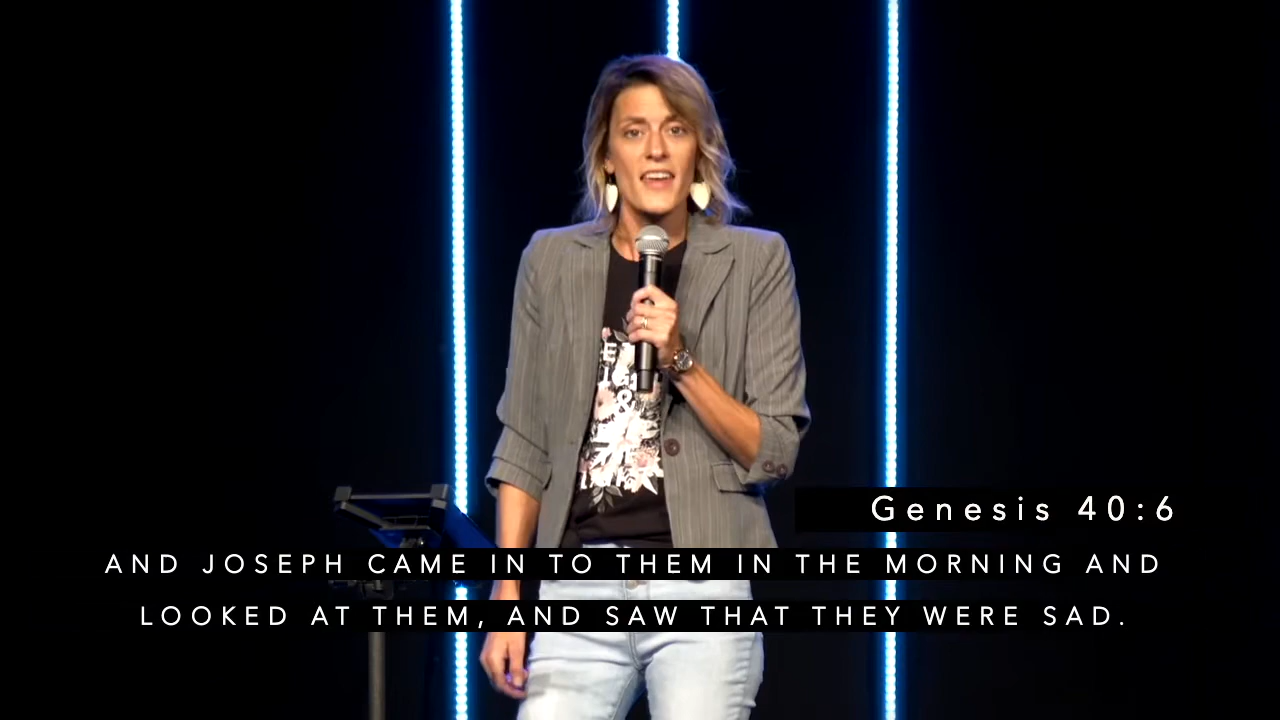 &
Genesis 40:6
AND JOSEPH CAME IN TO THEM IN THE MORNING AND
LOOKED AT THEM, AND SAW THAT THEY WERE SAD.